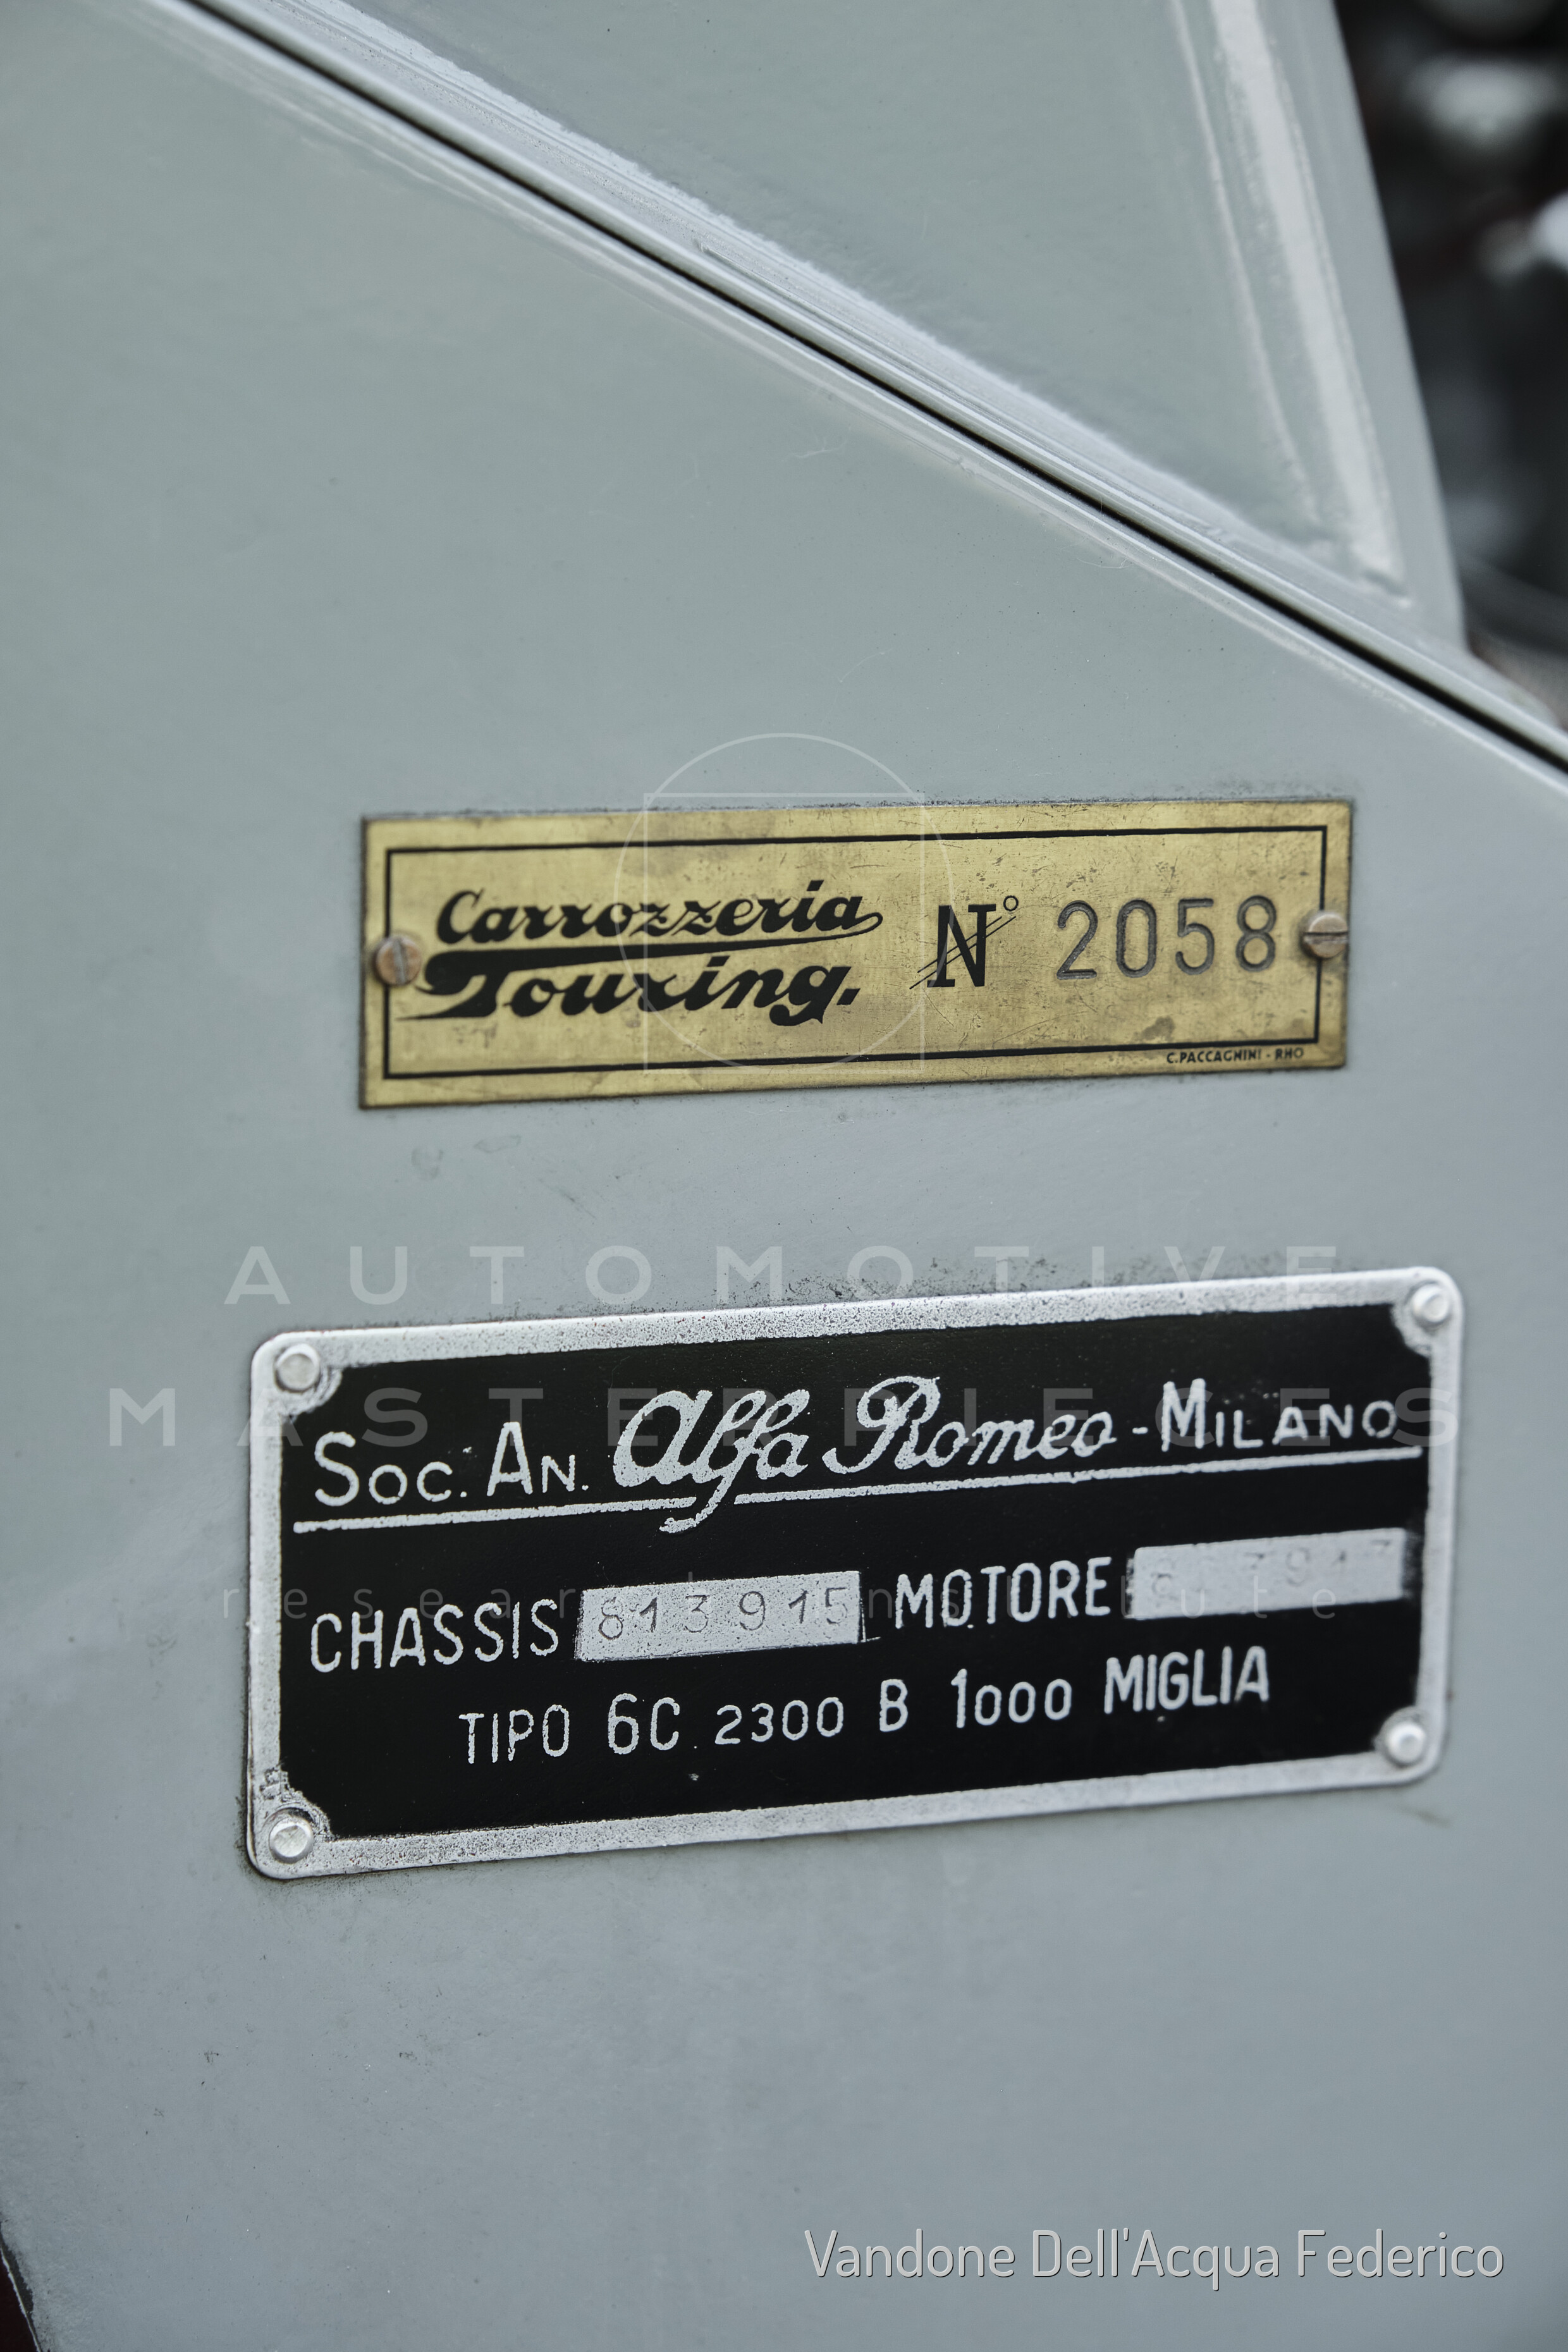 Carrozzeria
Touring. Nº 2058
C.PACCAGNINI - RHO
AUTOMOTIVE
MASTERPIECES
Soc. An. Alfa Romeo - Milano
CHASSIS 813915 MOTORE
TIPO 6C 2300 B 1000 MIGLIA
Vandone Dell'Acqua Federico